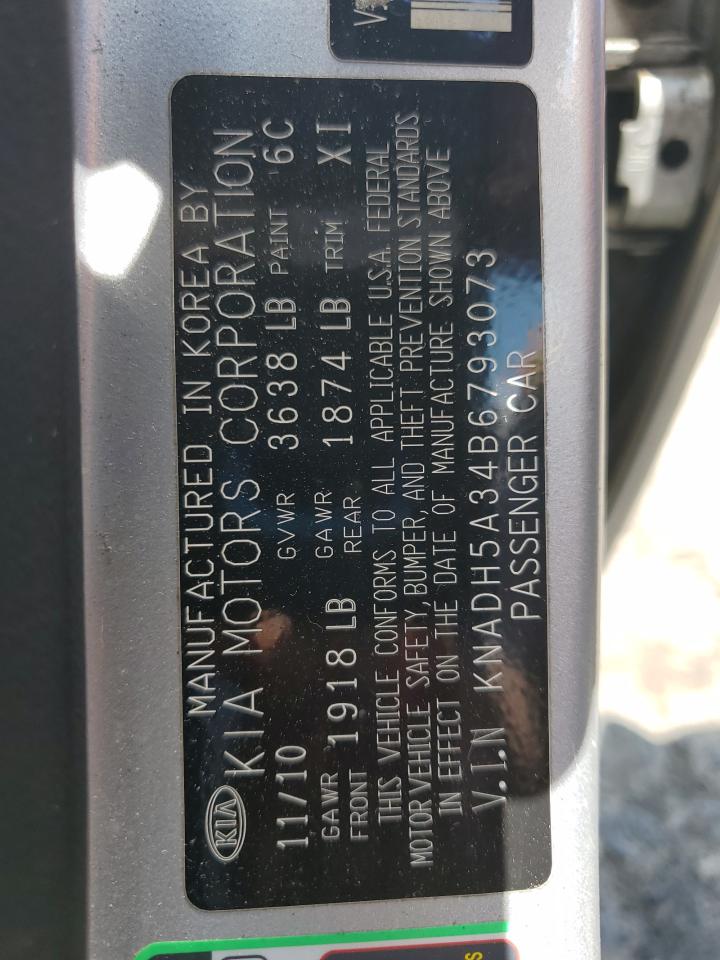 MANUFACTURED IN KOREA BY
KIA KIA MOTORS CORPORATION
11/10 GVWR 3638 LB PAINT 6C
GAWR FRONT 1918 LB GAWR REAR 1874 LB TRIM XI
THIS VEHICLE CONFORMS TO ALL APPLICABLE U.S.A. FEDERAL
MOTOR VEHICLE SAFETY, BUMPER, AND THEFT PREVENTION STANDARDS
IN EFFECT ON THE DATE OF MANUFACTURE SHOWN ABOVE
V.I.N KNADH5A34B6793073
PASSENGER CAR